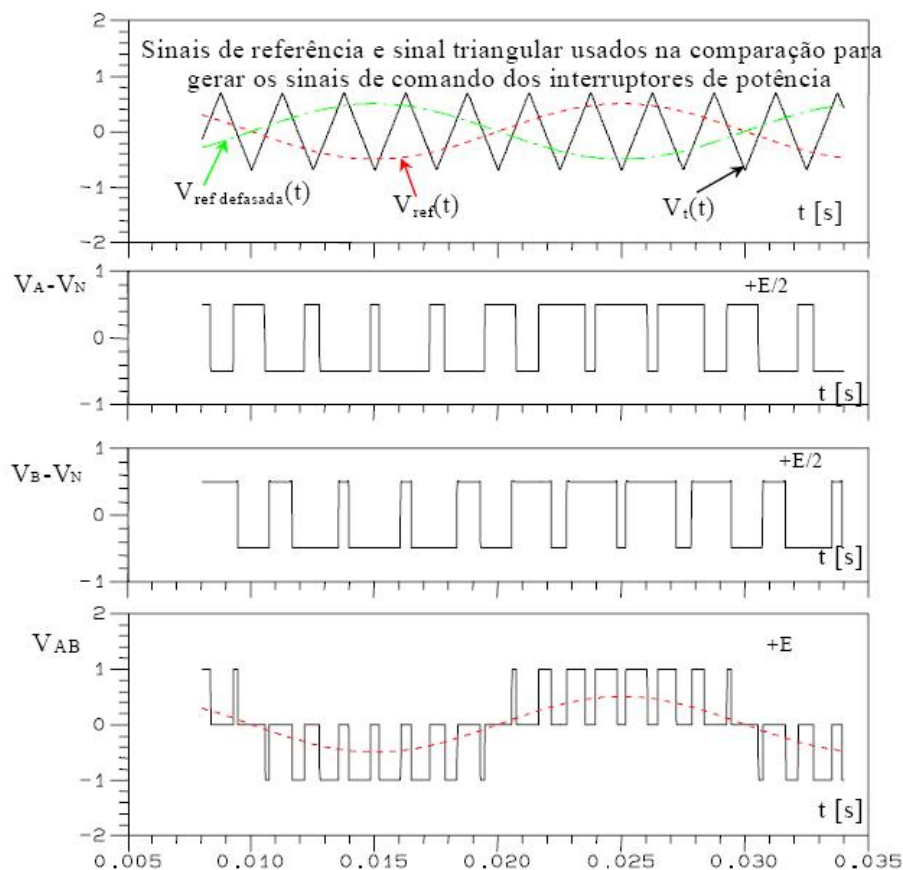 2
Sinais de referência e sinal triangular usados na comparação para
gerar os sinais de comando dos interruptores de potência
1
0
−1
−2
Vref defasada(t)
Vref(t)
Vt(t)
t [s]
VA-VN
1
0
−1
+E/2
t [s]
VB-VN
1
0
−1
+E/2
t [s]
VAB
2
1
0
−1
−2
+E
t [s]
0.005 0.010 0.015 0.020 0.025 0.030 0.035